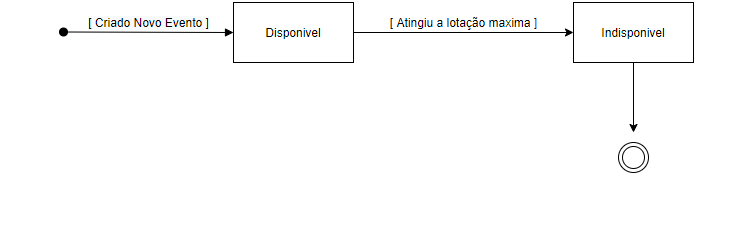 [ Criado Novo Evento ]
Disponivel
[ Atingiu a lotação maxima ]
Indisponivel